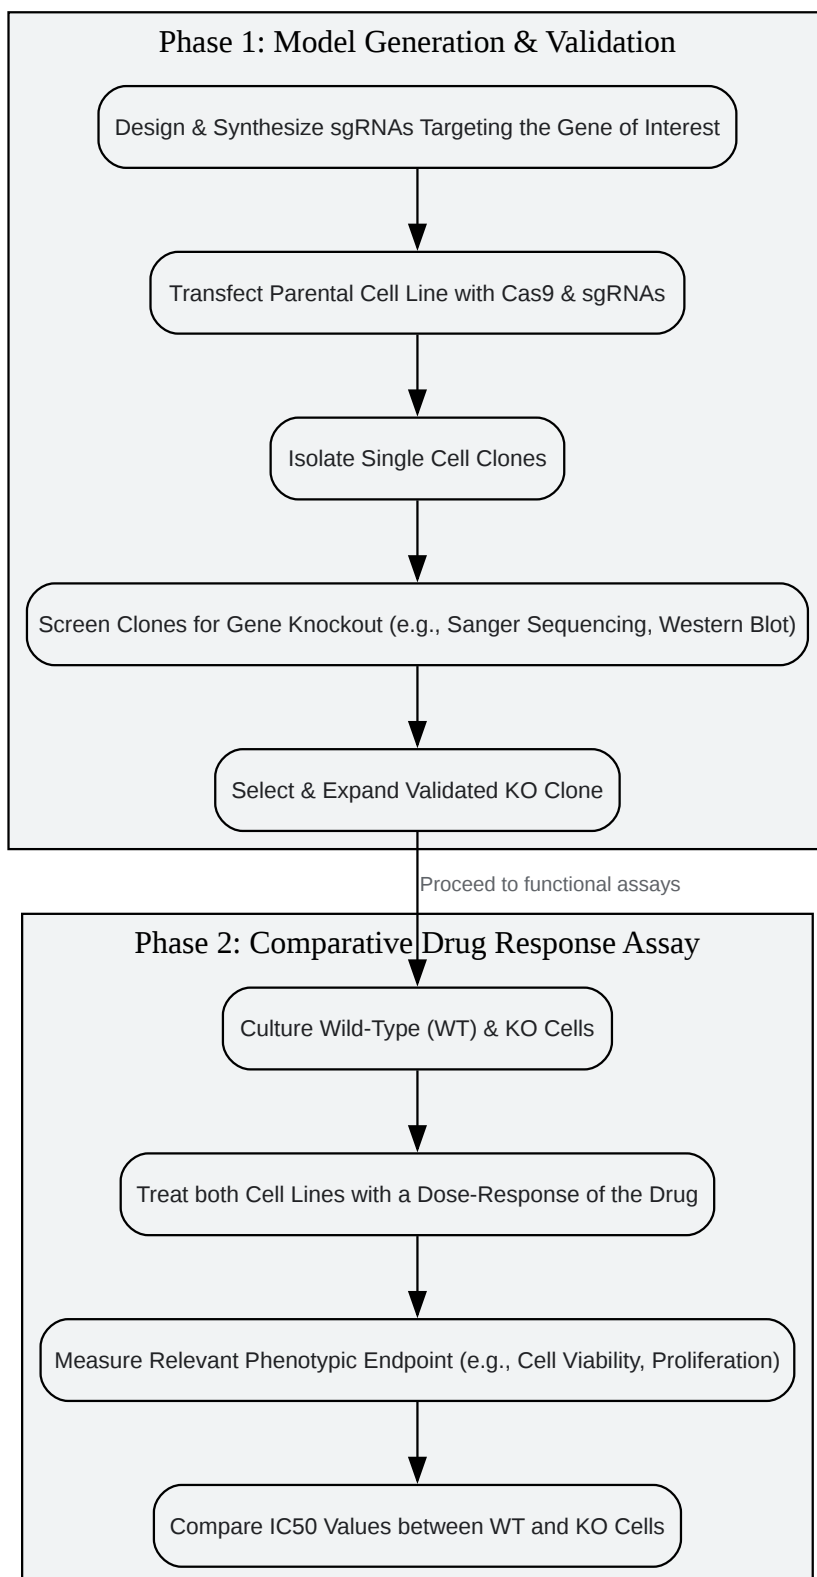 Phase 1: Model Generation & Validation
Design & Synthesize sgRNAs Targeting the Gene of Interest
Transfect Parental Cell Line with Cas9 & sgRNAs
Isolate Single Cell Clones
Screen Clones for Gene Knockout (e.g., Sanger Sequencing, Western Blot)
Select & Expand Validated KO Clone
Proceed to functional assays
Phase 2: Comparative Drug Response Assay
Culture Wild-Type (WT) & KO Cells
Treat both Cell Lines with a Dose-Response of the Drug
Measure Relevant Phenotypic Endpoint (e.g., Cell Viability, Proliferation)
Compare IC50 Values between WT and KO Cells